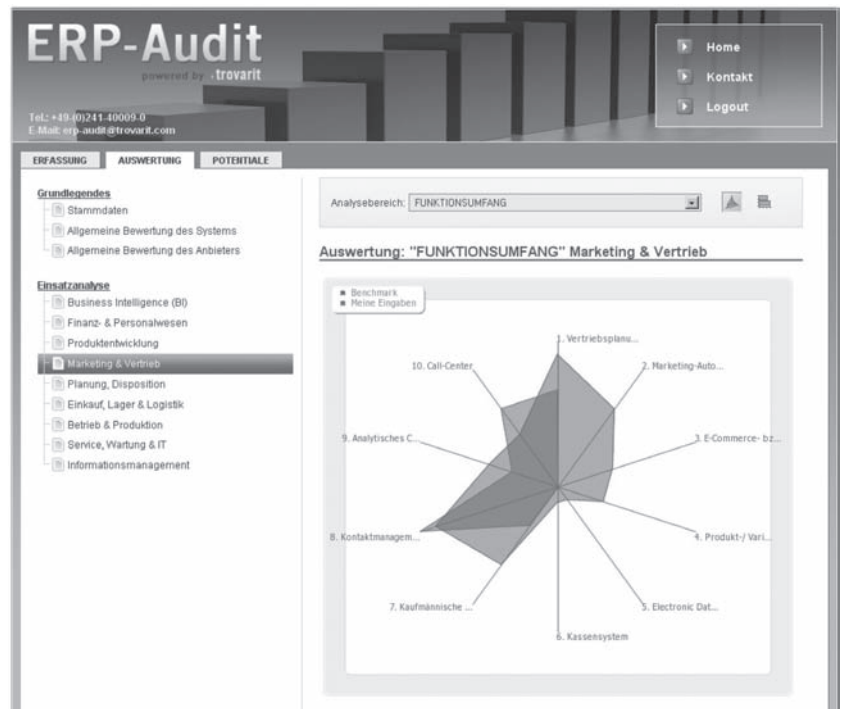 ERP-Audit
powered by trovarit
Tel.: +49-(0)241-40009-0
E-Mail: erp-audit@trovarit.com
Home
Kontakt
Logout
ERFASSUNG
AUSWERTUNG
POTENTIALE
Grundlegendes
Stammdaten
Allgemeine Bewertung des Systems
Allgemeine Bewertung des Anbieters
Einsatzanalyse
Business Intelligence (BI)
Finanz- & Personalwesen
Produktentwicklung
Marketing & Vertrieb
Planung, Disposition
Einkauf, Lager & Logistik
Betrieb & Produktion
Service, Wartung & IT
Informationsmanagement
Analysebereich: FUNKTIONSUMFANG
Auswertung: "FUNKTIONSUMFANG" Marketing & Vertrieb
Benchmark
Meine Eingaben
1. Vertriebsplanu...
2. Marketing-Auto...
3. E-Commerce- bz...
4. Produkt-/ Vari...
5. Electronic Dat...
6. Kassensystem
7. Kaufmännische ...
8. Kontaktmanagem...
9. Analytisches C...
10. Call-Center